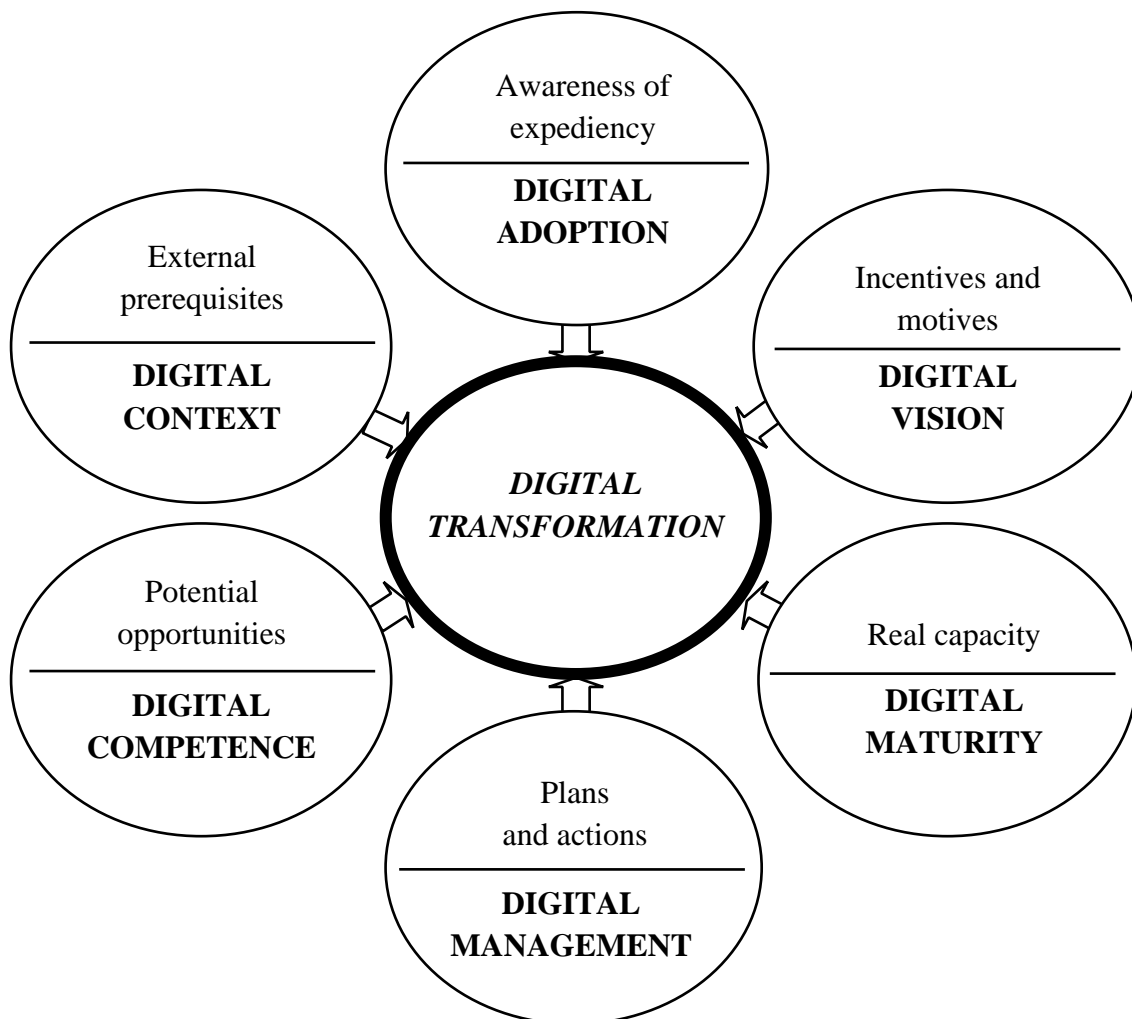 Awareness of
expediency
DIGITAL
ADOPTION
External
prerequisites
DIGITAL
CONTEXT
Incentives and
motives
DIGITAL
VISION
DIGITAL
TRANSFORMATION
Potential
opportunities
DIGITAL
COMPETENCE
Real capacity
DIGITAL
MATURITY
Plans
and actions
DIGITAL
MANAGEMENT